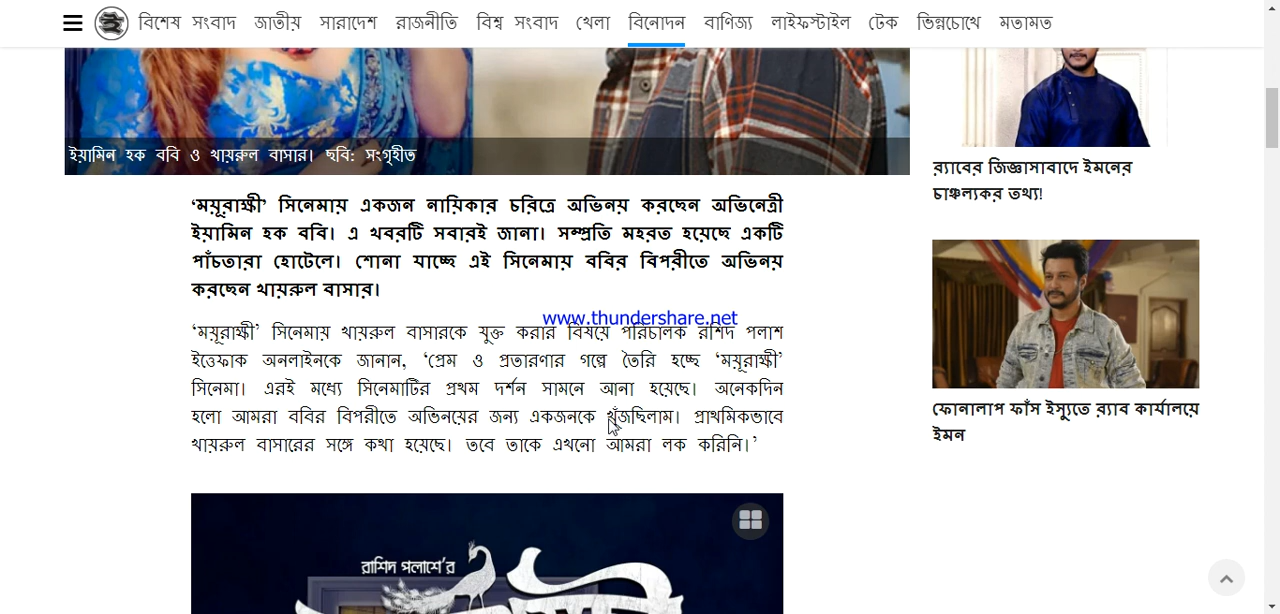 বিশেষ সংবাদ জাতীয় সারাদেশ রাজনীতি বিশ্ব সংবাদ খেলা বিনোদন বাণিজ্য লাইফস্টাইল টেক ভিন্নচোখে মতামত
ইয়ামিন হক ববি ও খায়রুল বাসার। ছবি: সংগৃহীত
‘ময়ূরাক্ষী’ সিনেমায় একজন নায়িকার চরিত্রে অভিনয় করছেন অভিনেত্রী
ইয়ামিন হক ববি। এ খবরটি সবারই জানা। সম্প্রতি মহরত হয়েছে একটি
পাঁচতারা হোটেলে। শোনা যাচ্ছে এই সিনেমায় ববির বিপরীতে অভিনয়
করছেন খায়রুল বাসার।
www.thundershare.net
‘ময়ূরাক্ষী’ সিনেমায় খায়রুল বাসারকে যুক্ত করার বিষয়ে পরিচালক রশিদ পলাশ
ইত্তেফাক অনলাইনকে জানান, ‘প্রেম ও প্রতারণার গল্পে তৈরি হচ্ছে ‘ময়ূরাক্ষী’
সিনেমা। এরই মধ্যে সিনেমাটির প্রথম দর্শন সামনে আনা হয়েছে। অনেকদিন
হলো আমরা ববির বিপরীতে অভিনয়ের জন্য একজনকে খুঁজছিলাম। প্রাথমিকভাবে
খায়রুল বাসারের সঙ্গে কথা হয়েছে। তবে তাকে এখনো আমরা লক করিনি।’
রাশিদ পলাশে'র
র‍্যাবের জিজ্ঞাসাবাদে ইমনের
চাঞ্চল্যকর তথ্য!
ফোনালাপ ফাঁস ইস্যুতে র‍্যাব কার্যালয়ে
ইমন